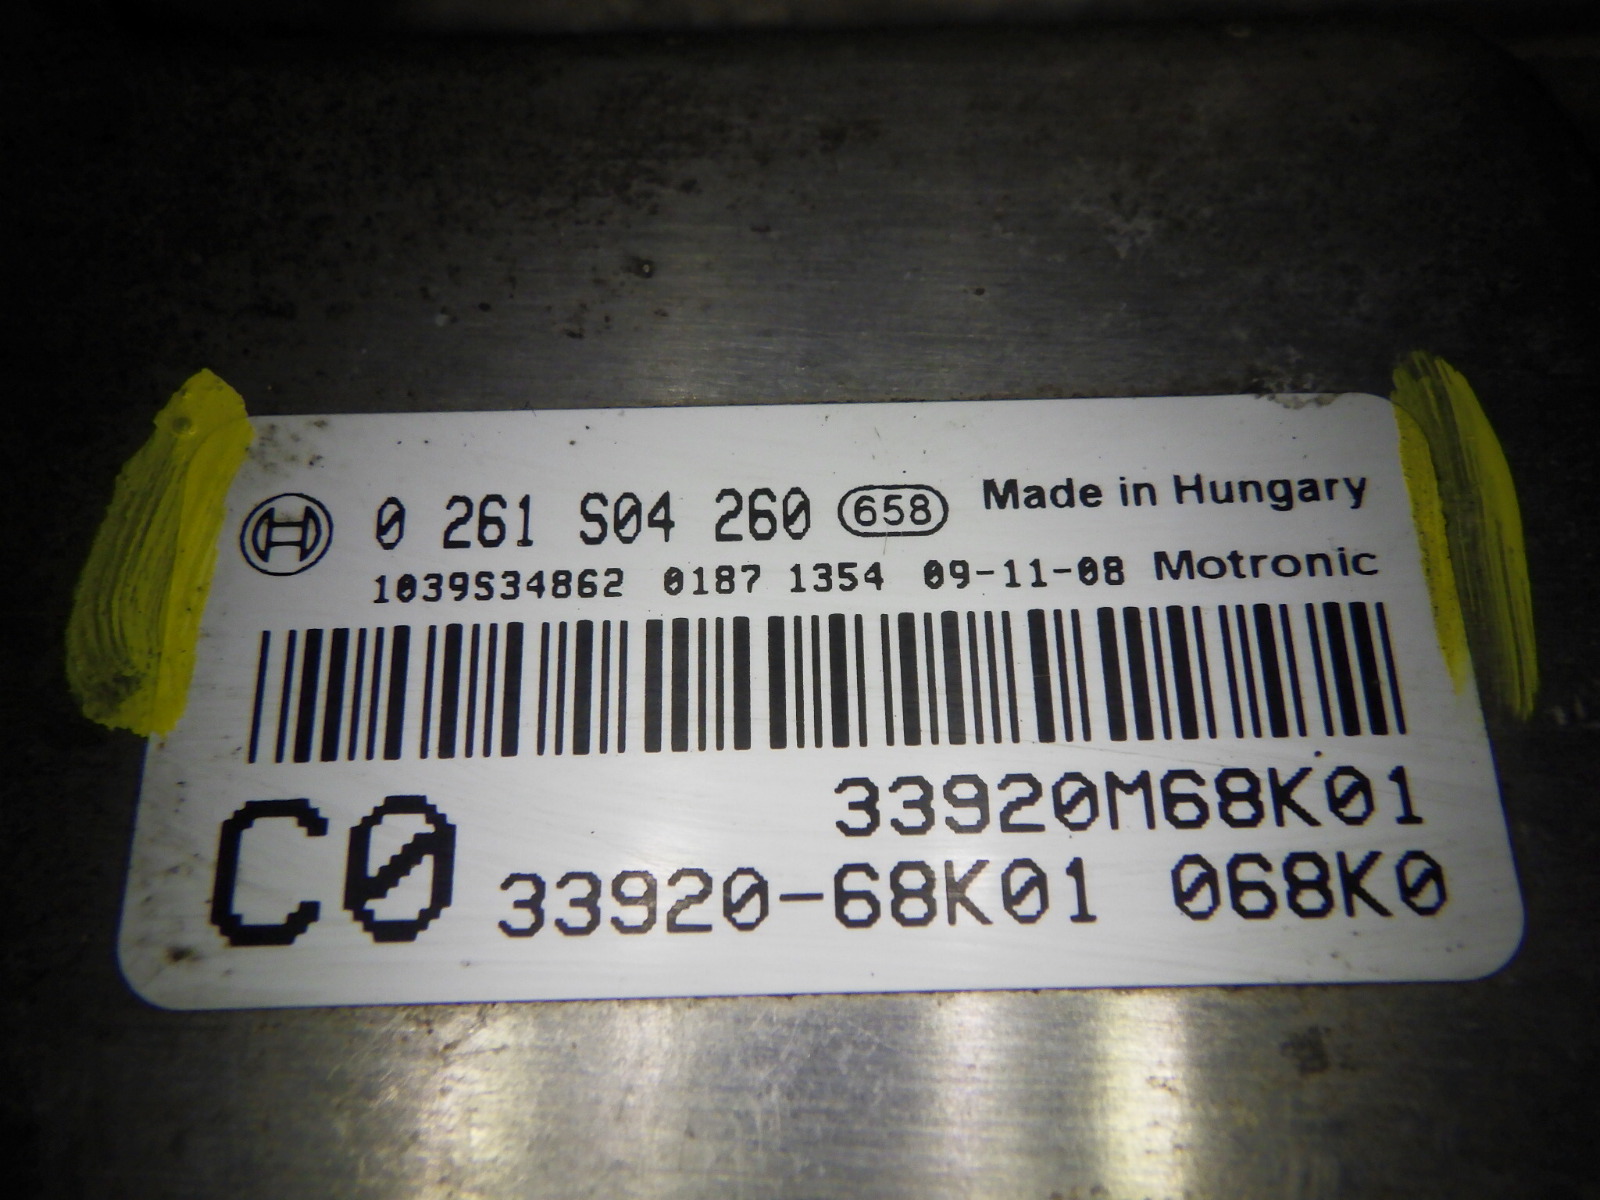 0 261 S04 260 658 Made in Hungary
1039S34862 0187 1354 09-11-08 Motronic
33920M68K01
C0 33920-68K01 068K0